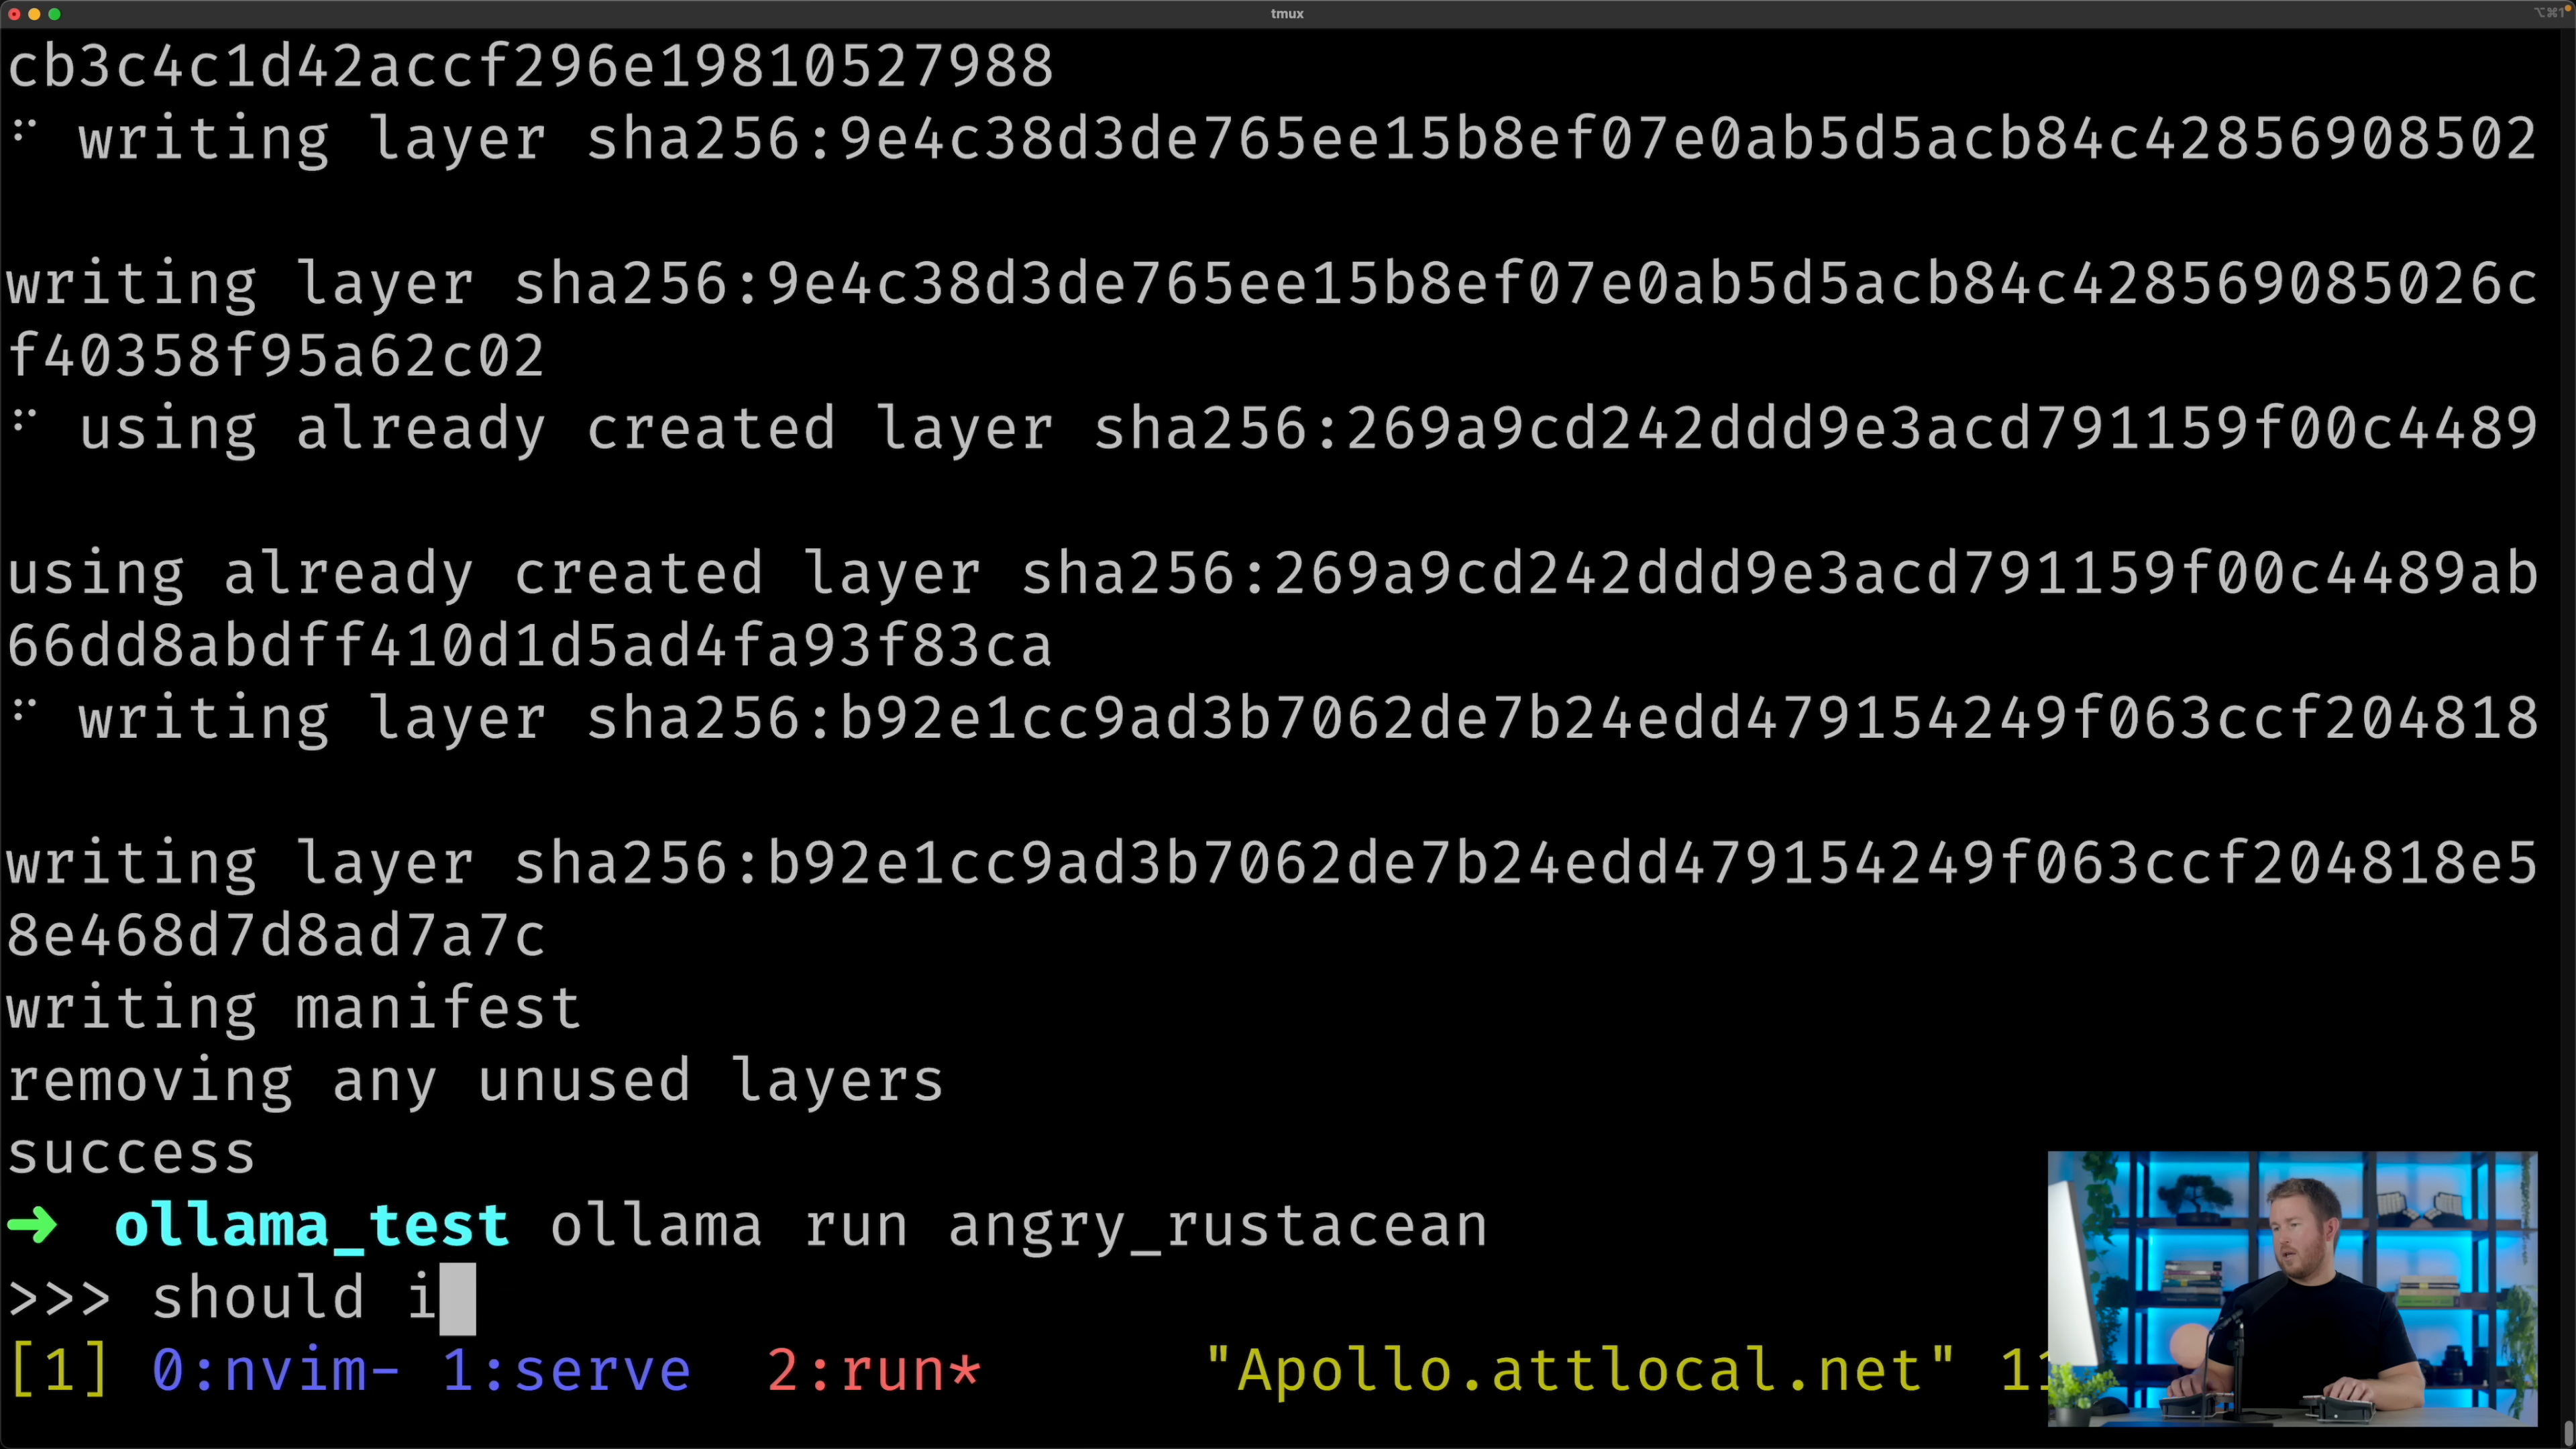 tmux
cb3c4c1d42accf296e19810527988
⠋ writing layer sha256:9e4c38d3de765ee15b8ef07e0ab5d5acb84c42856908502
writing layer sha256:9e4c38d3de765ee15b8ef07e0ab5d5acb84c428569085026c
f40358f95a62c02
⠋ using already created layer sha256:269a9cd242ddd9e3acd791159f00c4489
using already created layer sha256:269a9cd242ddd9e3acd791159f00c4489ab
66dd8abdff410d1d5ad4fa93f83ca
⠋ writing layer sha256:b92e1cc9ad3b7062de7b24edd479154249f063ccf204818
writing layer sha256:b92e1cc9ad3b7062de7b24edd479154249f063ccf204818e5
8e468d7d8ad7a7c
writing manifest
removing any unused layers
success
➜ ollama_test ollama run angry_rustacean
>>> should i
[1] 0:nvim- 1:serve 2:run* "Apollo.attlocal.net"